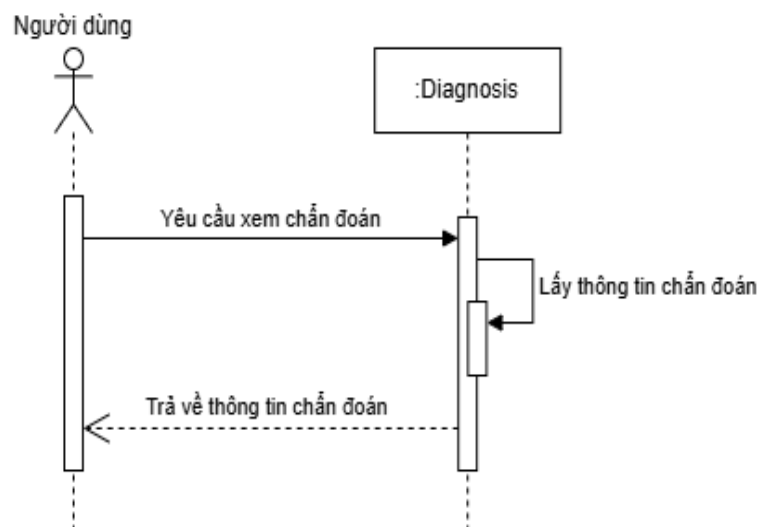 Người dùng
:Diagnosis
Yêu cầu xem chẩn đoán
Lấy thông tin chẩn đoán
Trả về thông tin chẩn đoán